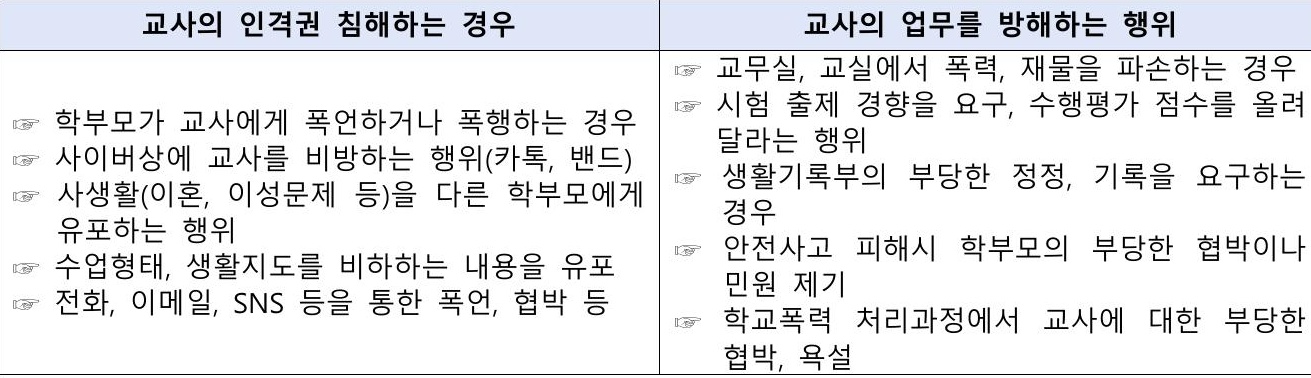 교사의 인격권 침해하는 경우
☞ 학부모가 교사에게 폭언하거나 폭행하는 경우
☞ 사이버상에 교사를 비방하는 행위(카톡, 밴드)
☞ 사생활(이혼, 이성문제 등)을 다른 학부모에게
유포하는 행위
☞ 수업형태, 생활지도를 비하하는 내용을 유포
☞ 전화, 이메일, SNS 등을 통한 폭언, 협박 등
교사의 업무를 방해하는 행위
☞ 교무실, 교실에서 폭력, 재물을 파손하는 경우
☞ 시험 출제 경향을 요구, 수행평가 점수를 올려
달라는 행위
☞ 생활기록부의 부당한 정정, 기록을 요구하는
경우
☞ 안전사고 피해시 학부모의 부당한 협박이나
민원 제기
☞ 학교폭력 처리과정에서 교사에 대한 부당한
협박, 욕설